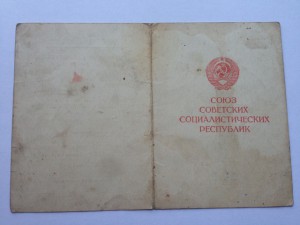 СОЮЗ
СОВЕТСКИХ
СОЦИАЛИСТИЧЕСКИХ
РЕСПУБЛИК